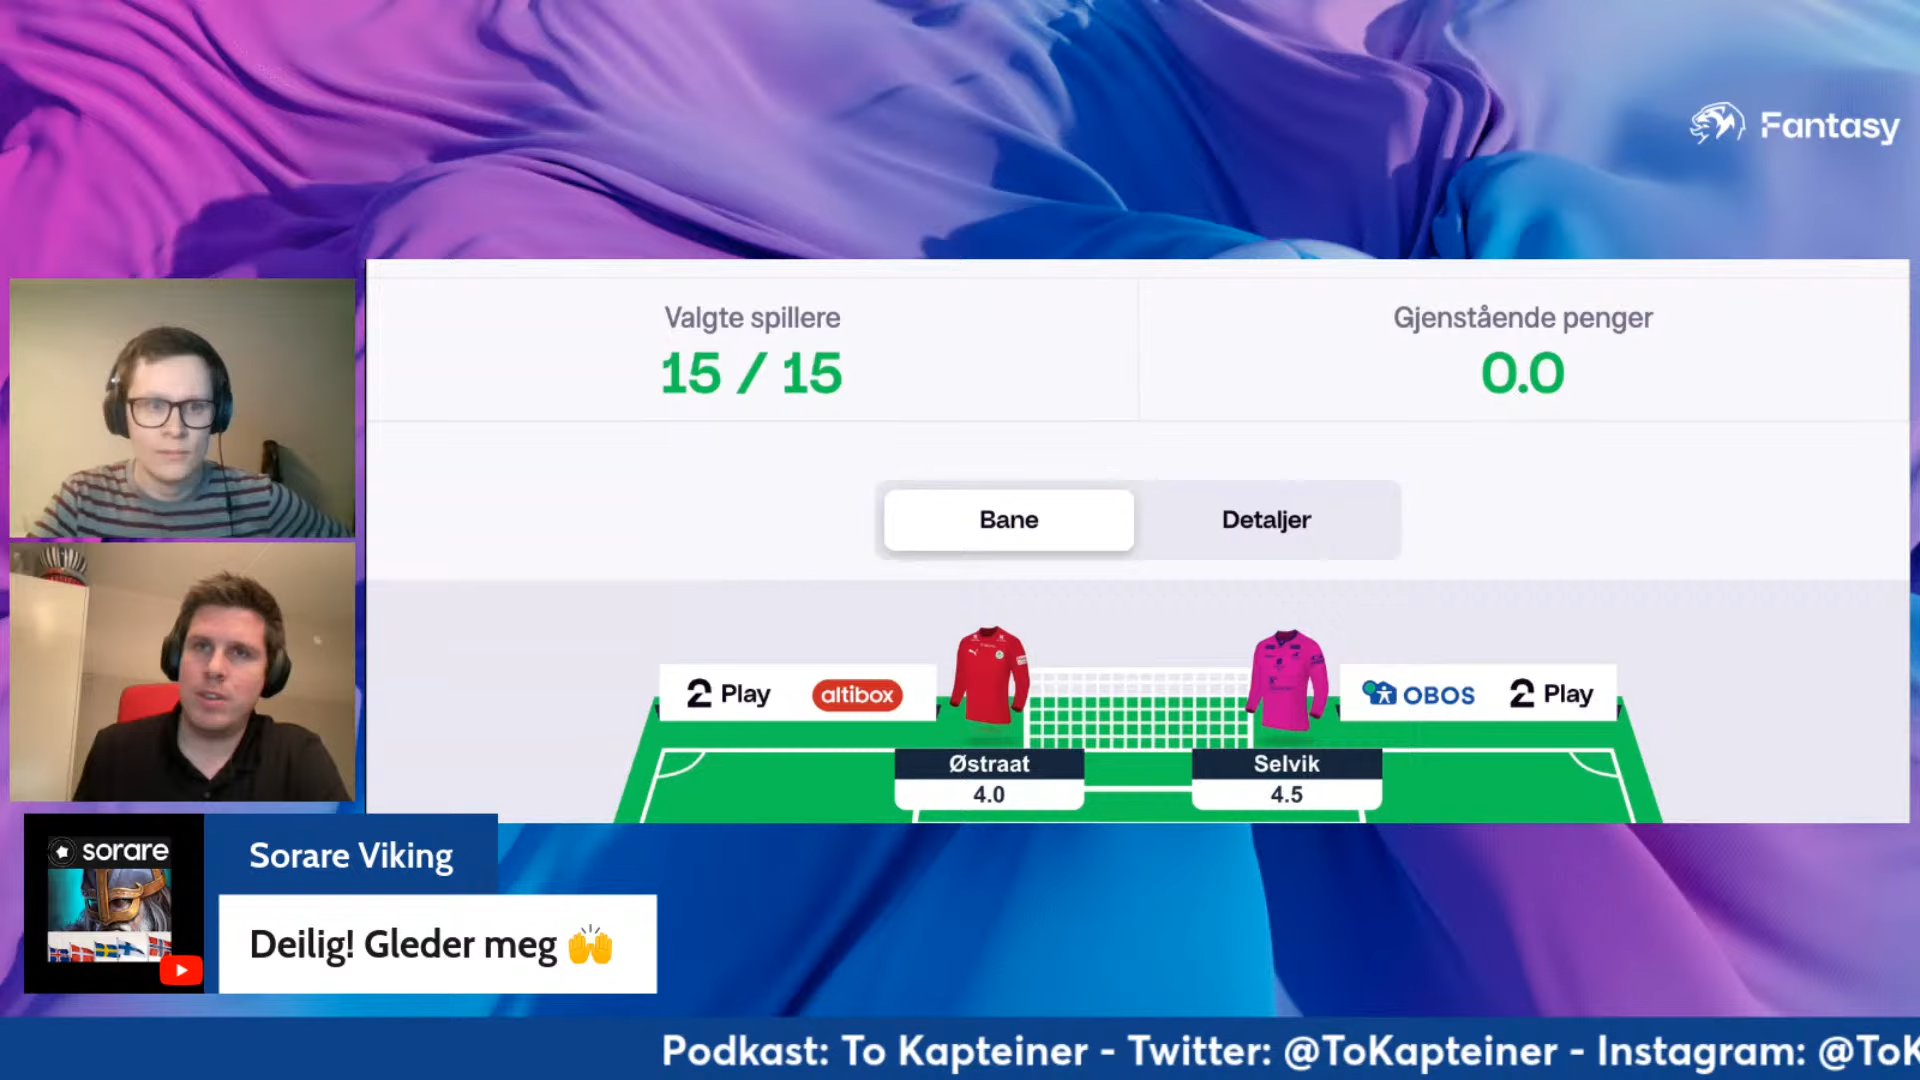 Fantasy
Valgte spillere
15 / 15
Gjenstående penger
0.0
Bane
Detaljer
2 Play
altibox
OBOS
2 Play
Østraat
4.0
Selvik
4.5
sorare
Sorare Viking
Deilig! Gleder meg 🙌
Podkast: To Kapteiner - Twitter: @ToKapteiner - Instagram: @ToK